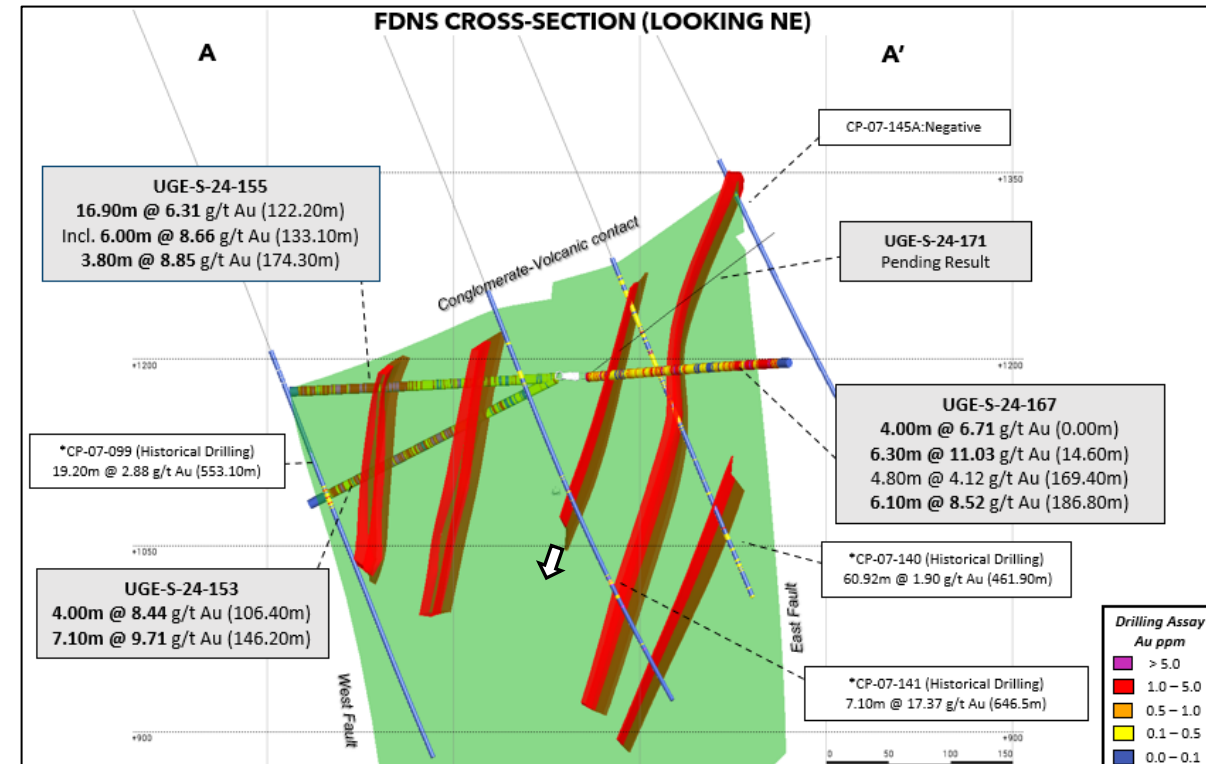 FDNS CROSS-SECTION (LOOKING NE)
A
A'
CP-07-145A:Negative
+1350
UGE-S-24-155
16.90m @ 6.31 g/t Au (122.20m)
Incl. 6.00m @ 8.66 g/t Au (133.10m)
3.80m @ 8.85 g/t Au (174.30m)
Conglomerate-Volcanic contact
UGE-S-24-171
Pending Result
+1200
+1200
UGE-S-24-167
4.00m @ 6.71 g/t Au (0.00m)
6.30m @ 11.03 g/t Au (14.60m)
4.80m @ 4.12 g/t Au (169.40m)
6.10m @ 8.52 g/t Au (186.80m)
*CP-07-099 (Historical Drilling)
19.20m @ 2.88 g/t Au (553.10m)
+1050
+1050
*CP-07-140 (Historical Drilling)
60.92m @ 1.90 g/t Au (461.90m)
UGE-S-24-153
4.00m @ 8.44 g/t Au (106.40m)
7.10m @ 9.71 g/t Au (146.20m)
East Fault
West Fault
*CP-07-141 (Historical Drilling)
7.10m @ 17.37 g/t Au (646.5m)
+900
+900
0 50 100 150
Drilling Assay
Au ppm
> 5.0
1.0 – 5.0
0.5 – 1.0
0.1 – 0.5
0.0 – 0.1